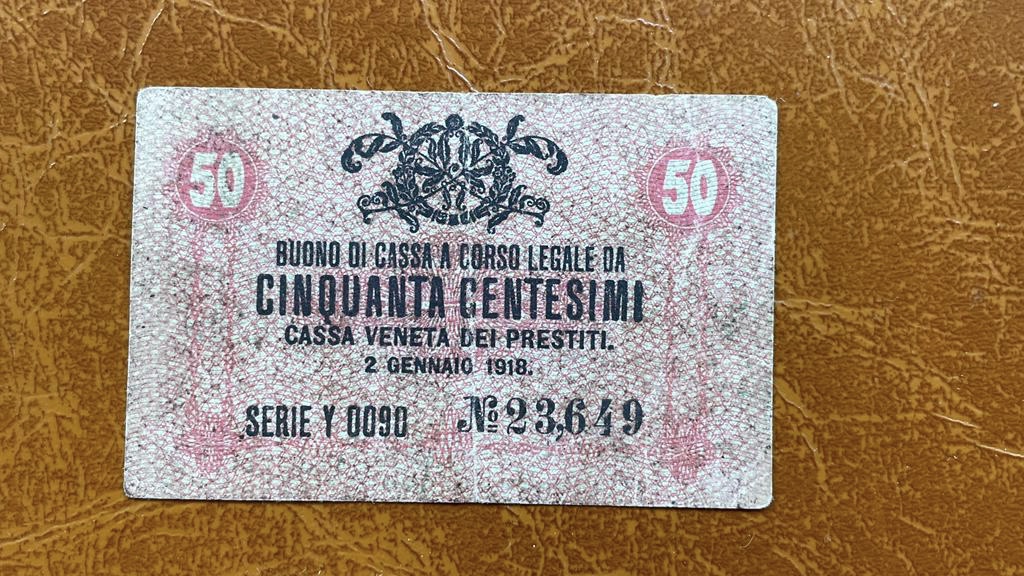 50 50
BUONO DI CASSA A CORSO LEGALE DA
CINQUANTA CENTESIMI
CASSA VENETA DEI PRESTITI.
2 GENNAIO 1918.
SERIE Y 0090 № 23,649